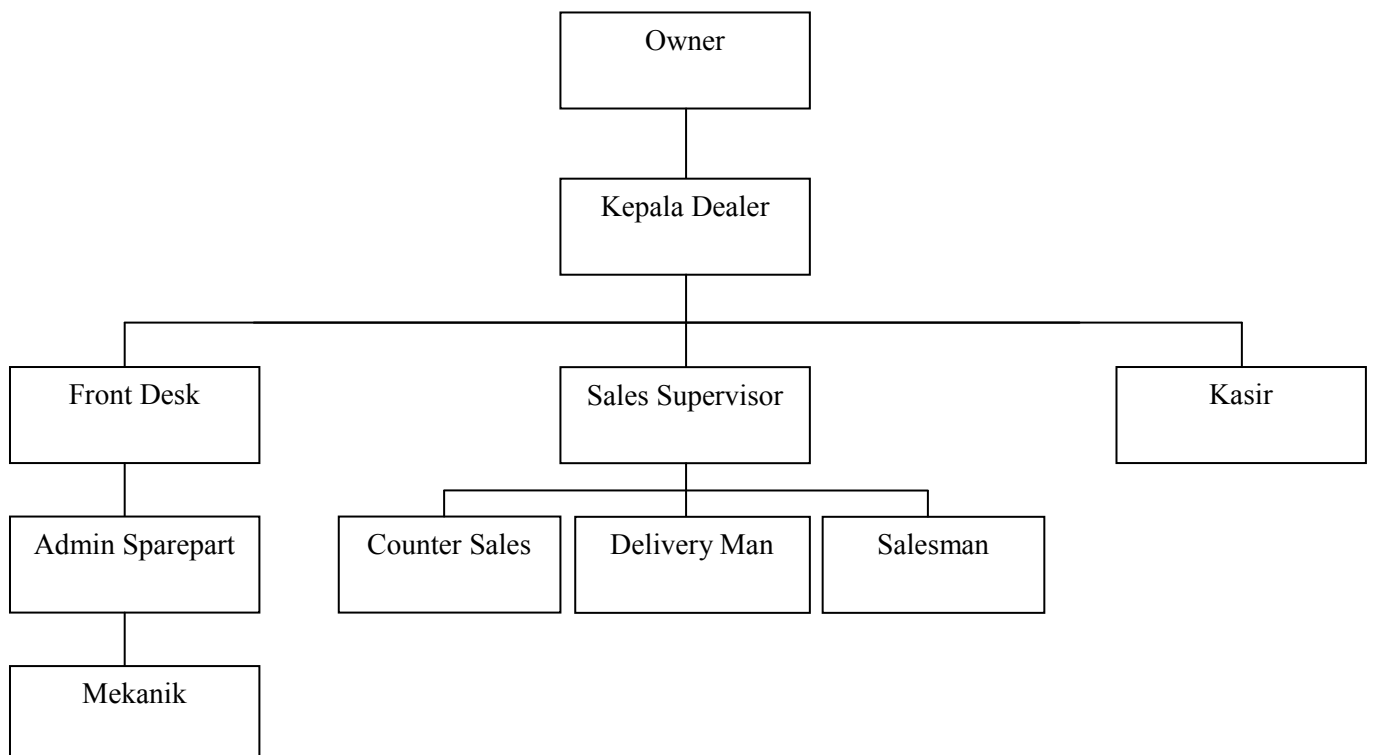 Owner
Kepala Dealer
Front Desk
Sales Supervisor
Kasir
Admin Sparepart
Counter Sales
Delivery Man
Salesman
Mekanik